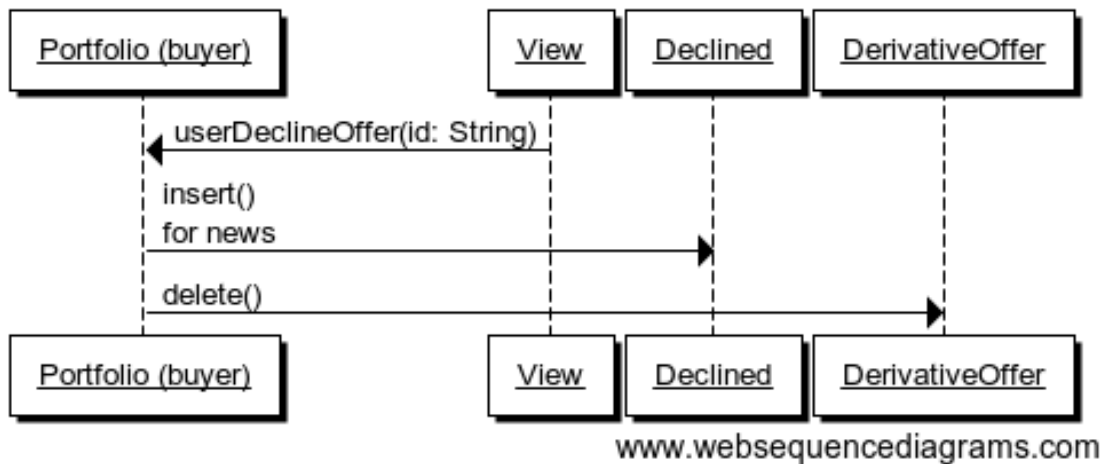 Portfolio (buyer)
View
Declined
DerivativeOffer
userDeclineOffer(id: String)
insert()
for news
delete()
Portfolio (buyer)
View
Declined
DerivativeOffer
www.websequencediagrams.com